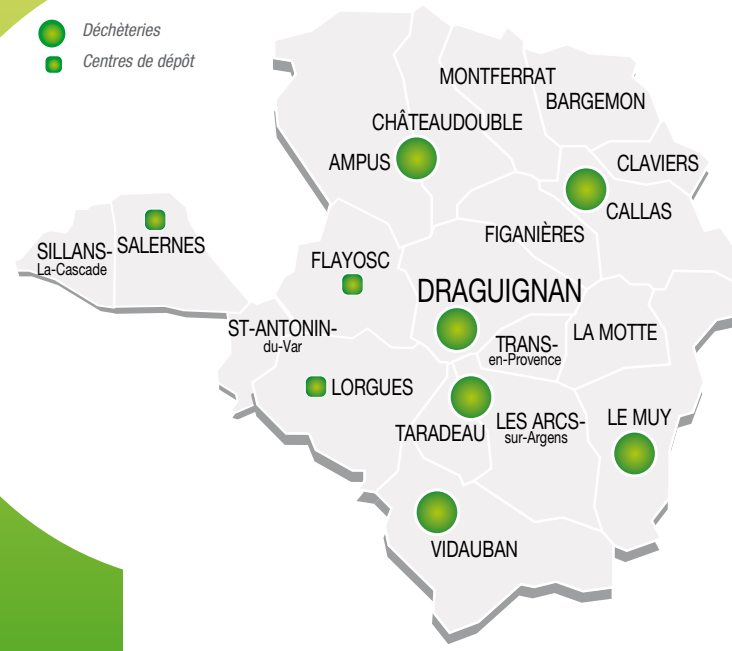 Déchèteries
Centres de dépôt
MONTFERRAT
BARGEMON
CHÂTEAUDOUBLE
AMPUS
CLAVIERS
CALLAS
FIGANIÈRES
SILLANS-
La-Cascade
SALERNES
FLAYOSC
DRAGUIGNAN
ST-ANTONIN-
du-Var
TRANS-
en-Provence
LA MOTTE
LORGUES
TARADEAU
LES ARCS-
sur-Argens
LE MUY
VIDAUBAN